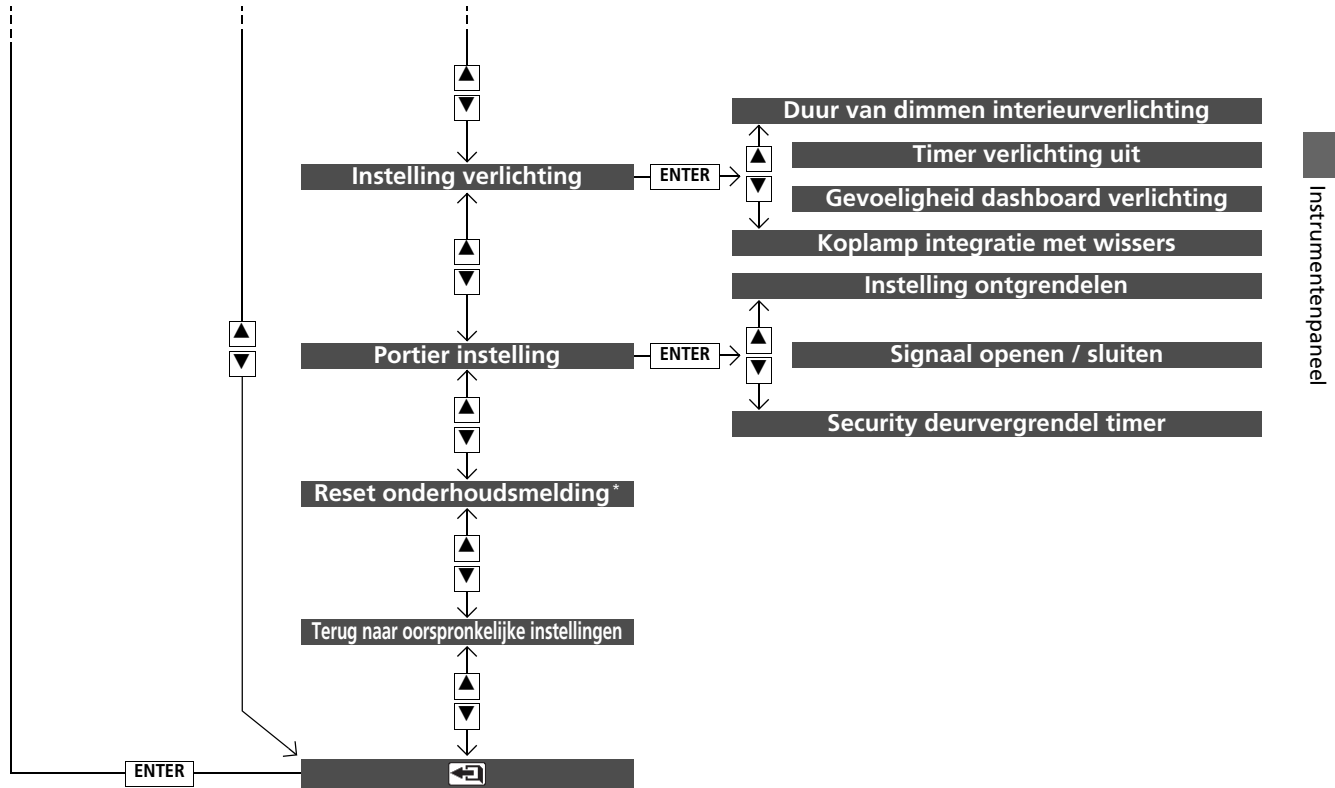 Duur van dimmen interieurverlichting
Timer verlichting uit
Instelling verlichting
ENTER
Gevoeligheid dashboard verlichting
Koplamp integratie met wissers
Instelling ontgrendelen
Portier instelling
ENTER
Signaal openen / sluiten
Security deurvergrendel timer
Reset onderhoudsmelding*
Terug naar oorspronkelijke instellingen
ENTER
Instrumentenpaneel